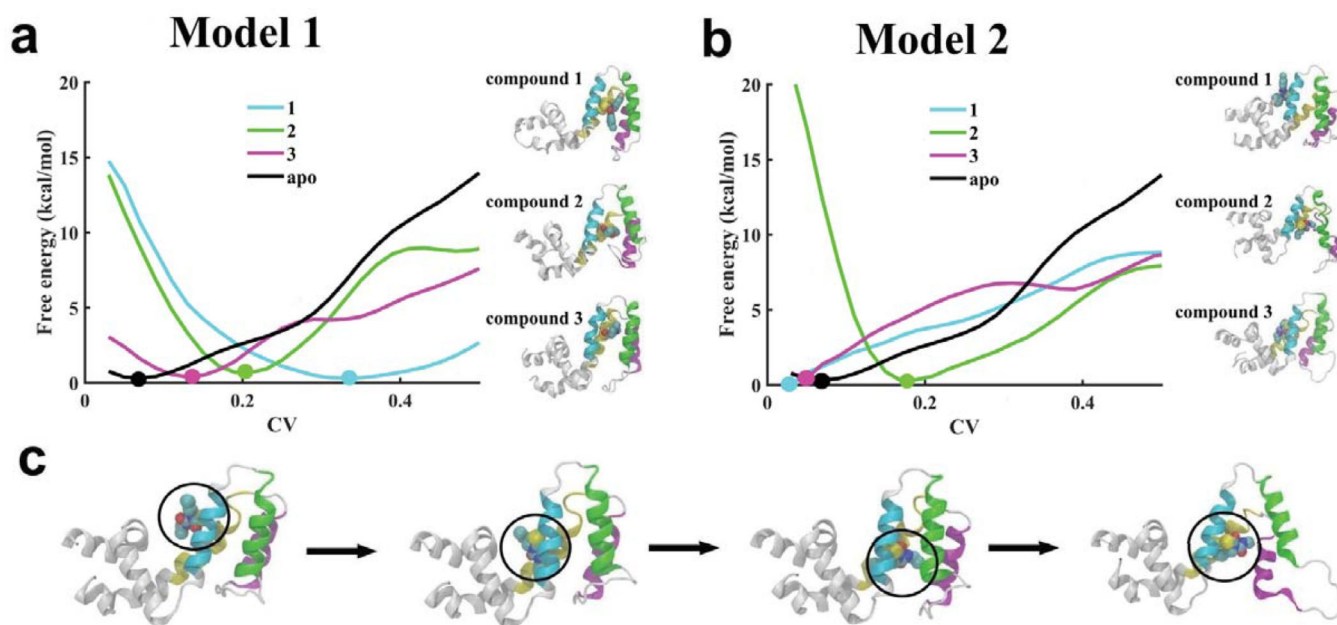 a Model 1
20
15
10
5
0
Free energy (kcal/mol)
0 0.2 0.4
CV
1
2
3
apo
compound 1
compound 2
compound 3
b Model 2
20
15
10
5
0
Free energy (kcal/mol)
0 0.2 0.4
CV
1
2
3
apo
compound 1
compound 2
compound 3
c